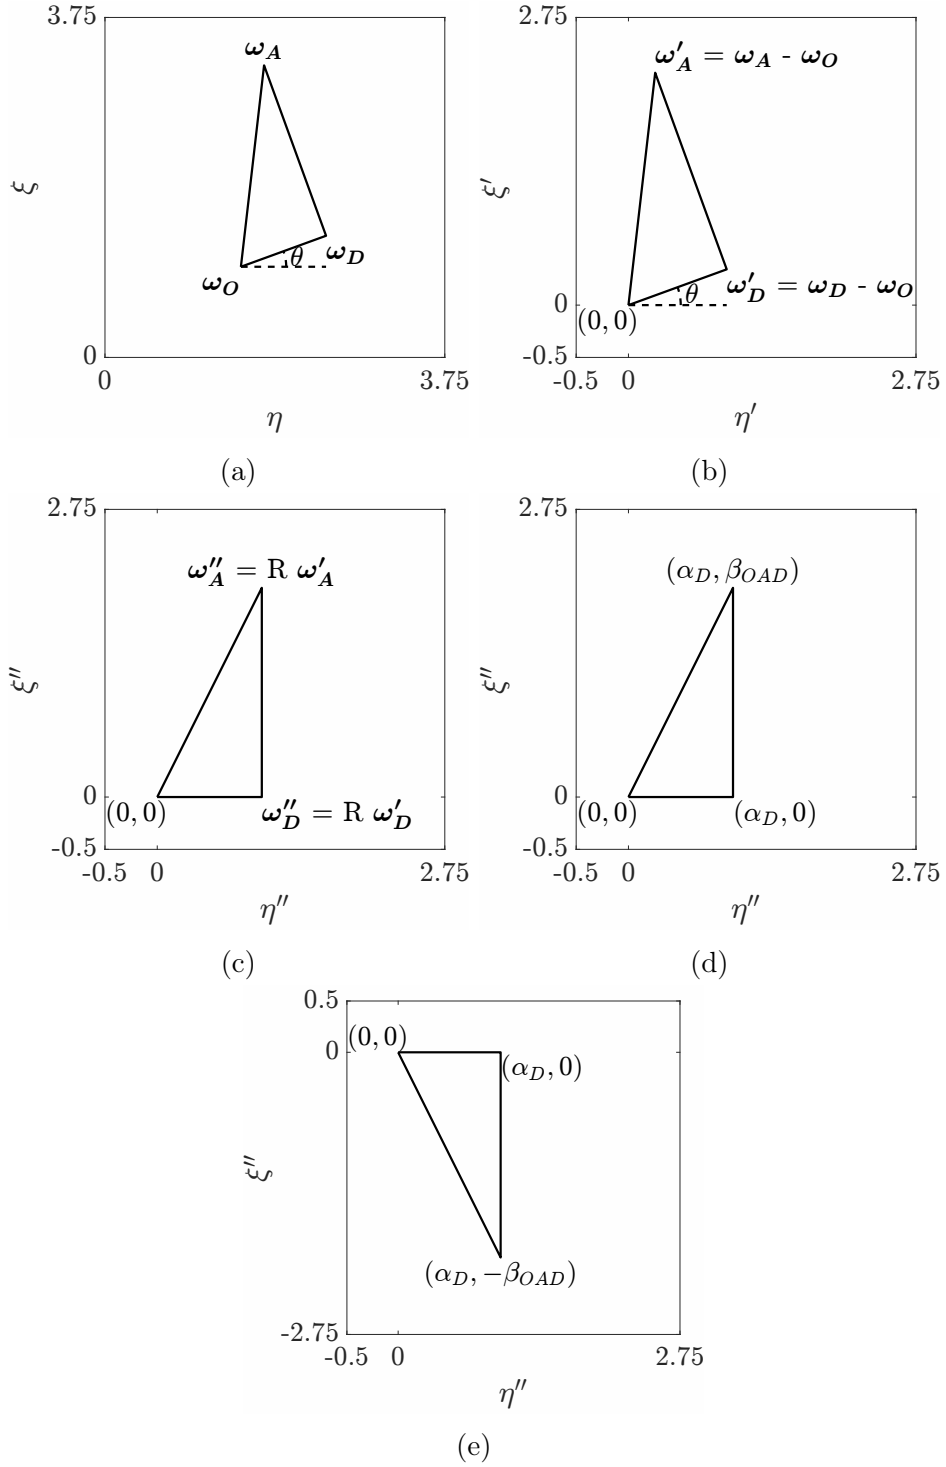 3.75
ω_A
ξ
θ
ω_D
ω_O
0
0
3.75
η
(a)
2.75
ω′_A = ω_A - ω_O
ξ′
ω′_D = ω_D - ω_O
θ
0
(0, 0)
-0.5
-0.5
0
2.75
η′
(b)
2.75
ω″_A = R ω′_A
ξ″
0
(0, 0)
ω″_D = R ω′_D
-0.5
-0.5
0
2.75
η″
(c)
2.75
(α_D, β_OAD)
ξ″
0
(0, 0)
(α_D, 0)
-0.5
-0.5
0
2.75
η″
(d)
0.5
(0, 0)
0
(α_D, 0)
ξ″
(α_D, −β_OAD)
-2.75
-0.5
0
2.75
η″
(e)